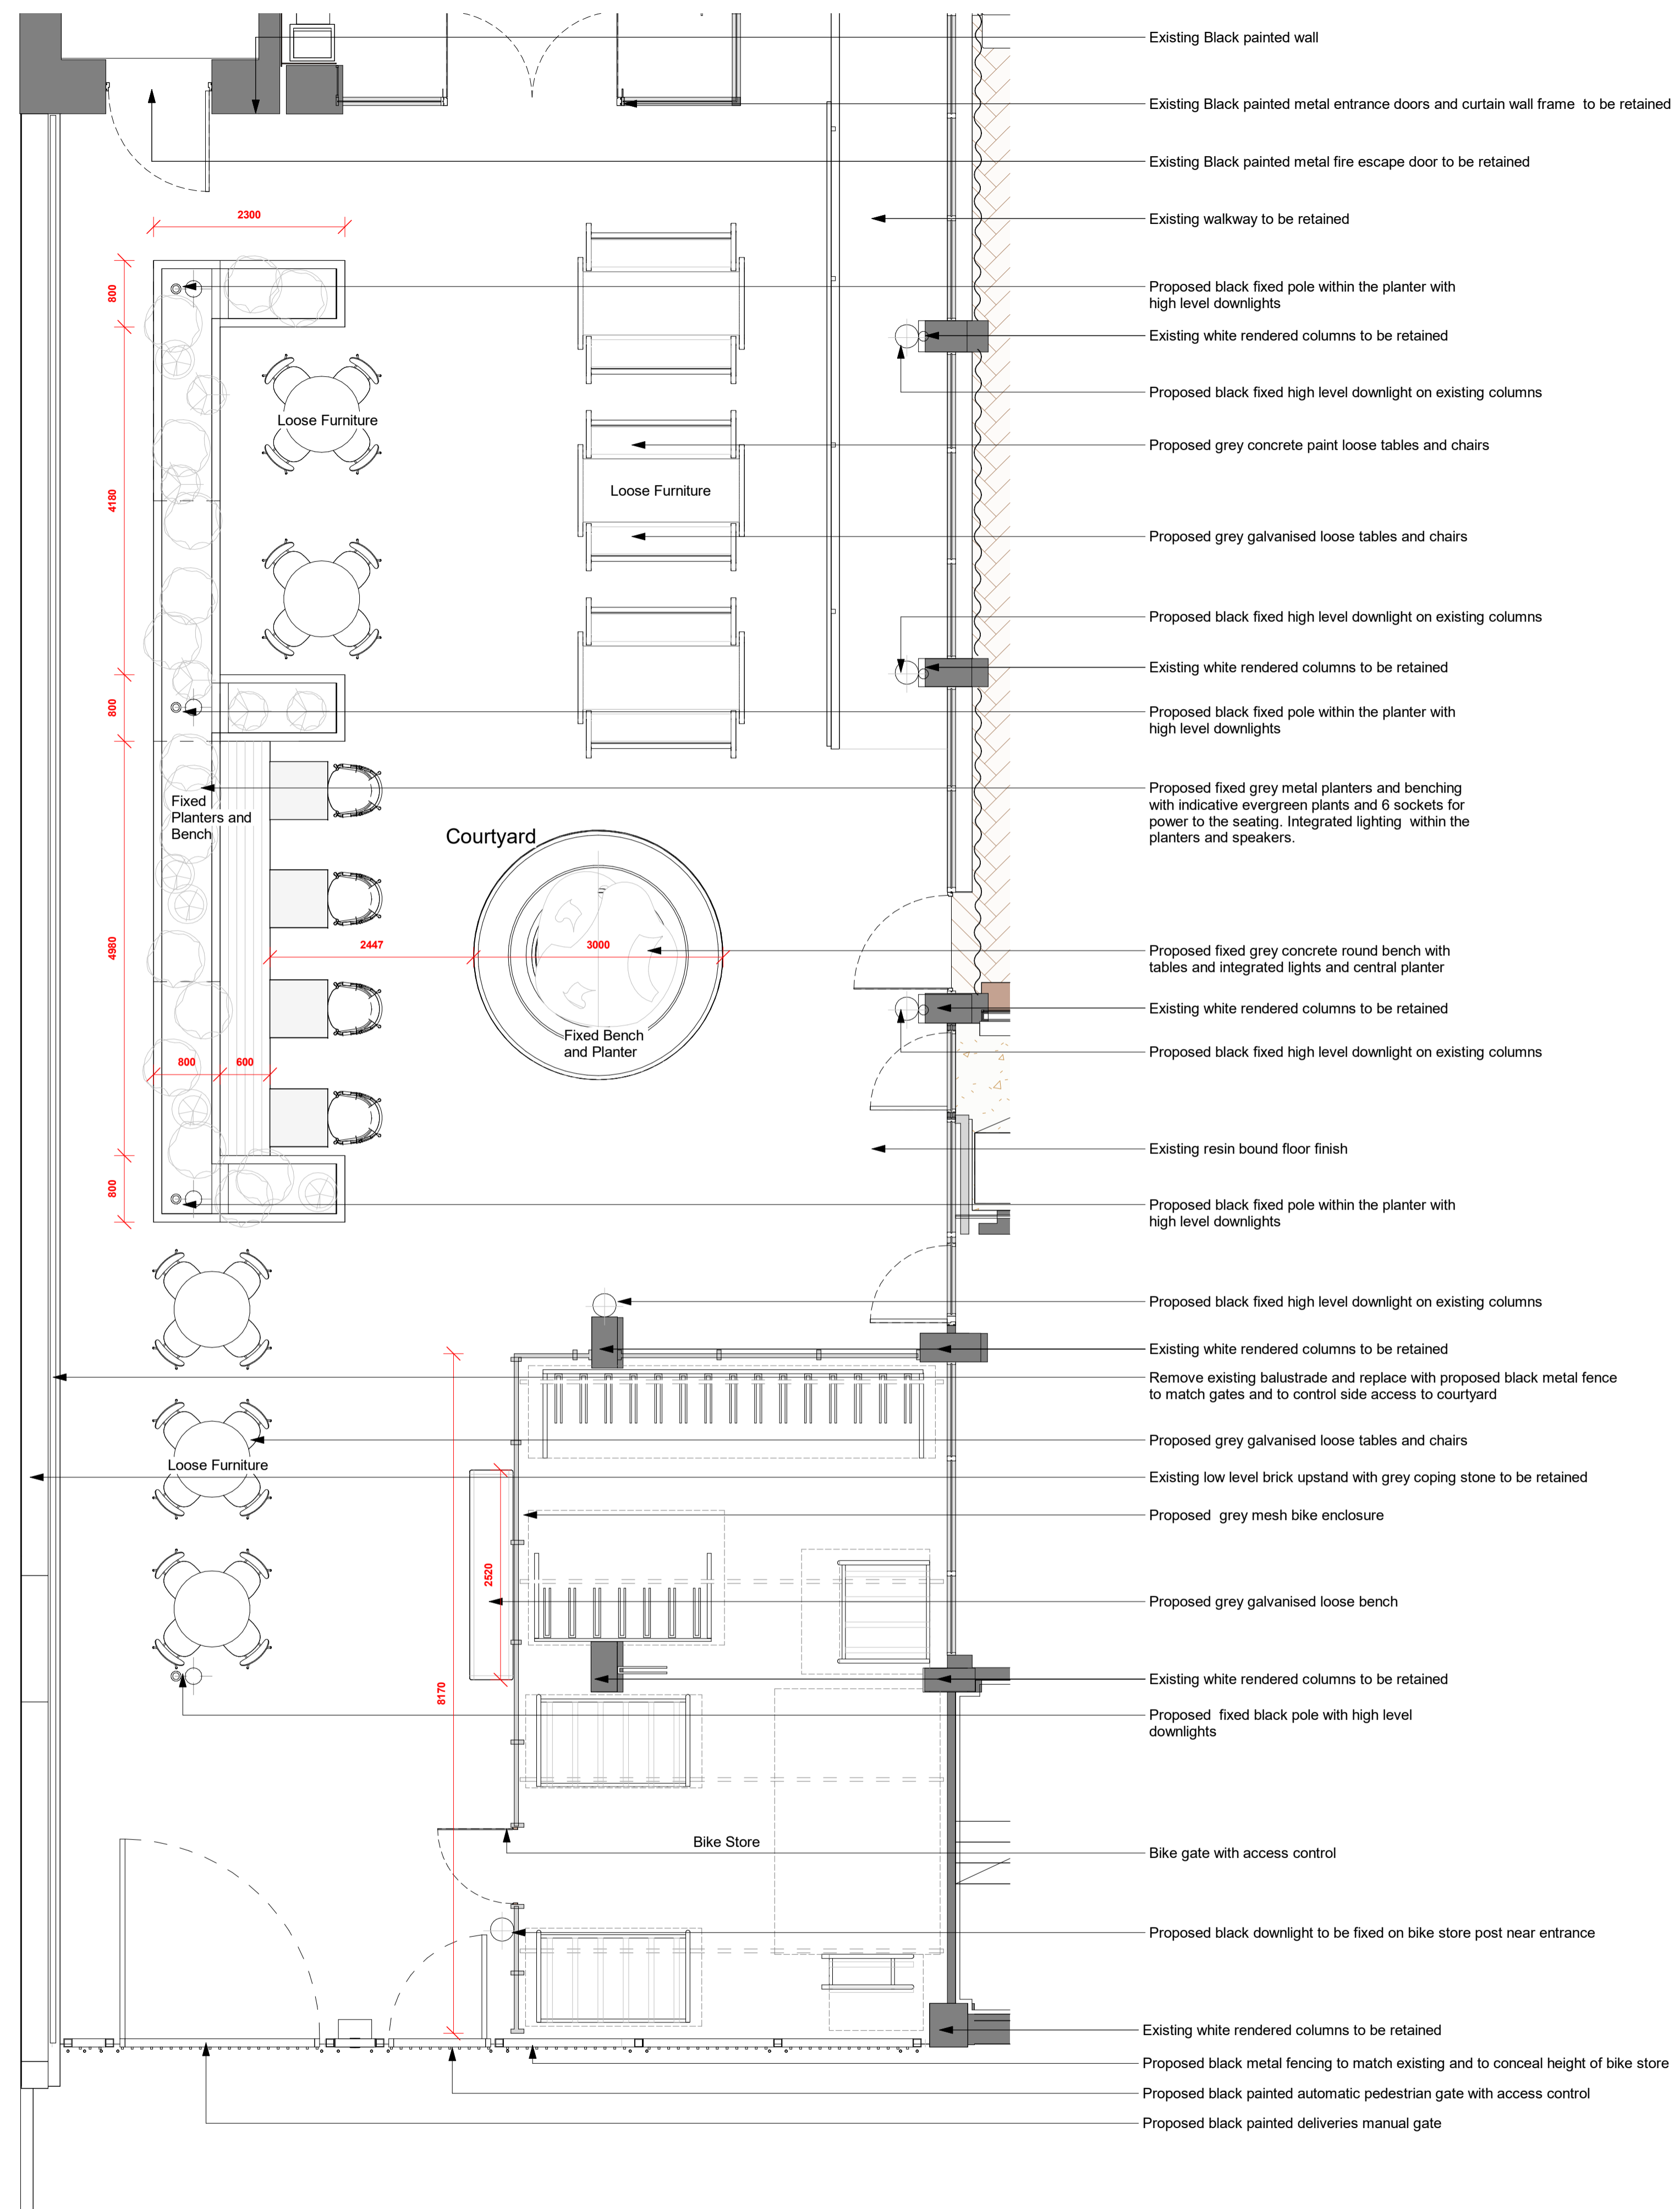 Existing Black painted wall
Existing Black painted metal entrance doors and curtain wall frame to be retained
Existing Black painted metal fire escape door to be retained
2300
Existing walkway to be retained
800
Proposed black fixed pole within the planter with
high level downlights
Existing white rendered columns to be retained
Proposed black fixed high level downlight on existing columns
Loose Furniture
Proposed grey concrete paint loose tables and chairs
4180
Loose Furniture
Proposed grey galvanised loose tables and chairs
Proposed black fixed high level downlight on existing columns
Existing white rendered columns to be retained
800
Proposed black fixed pole within the planter with
high level downlights
Fixed
Planters and
Bench
Proposed fixed grey metal planters and benching
with indicative evergreen plants and 6 sockets for
power to the seating. Integrated lighting within the
planters and speakers.
Courtyard
4980
2447
3000
Proposed fixed grey concrete round bench with
tables and integrated lights and central planter
Existing white rendered columns to be retained
Fixed Bench
and Planter
Proposed black fixed high level downlight on existing columns
800
600
Existing resin bound floor finish
800
Proposed black fixed pole within the planter with
high level downlights
Proposed black fixed high level downlight on existing columns
Existing white rendered columns to be retained
Remove existing balustrade and replace with proposed black metal fence
to match gates and to control side access to courtyard
Proposed grey galvanised loose tables and chairs
Loose Furniture
Existing low level brick upstand with grey coping stone to be retained
Proposed grey mesh bike enclosure
2520
Proposed grey galvanised loose bench
Existing white rendered columns to be retained
8170
Proposed fixed black pole with high level
downlights
Bike Store
Bike gate with access control
Proposed black downlight to be fixed on bike store post near entrance
Existing white rendered columns to be retained
Proposed black metal fencing to match existing and to conceal height of bike store
Proposed black painted automatic pedestrian gate with access control
Proposed black painted deliveries manual gate